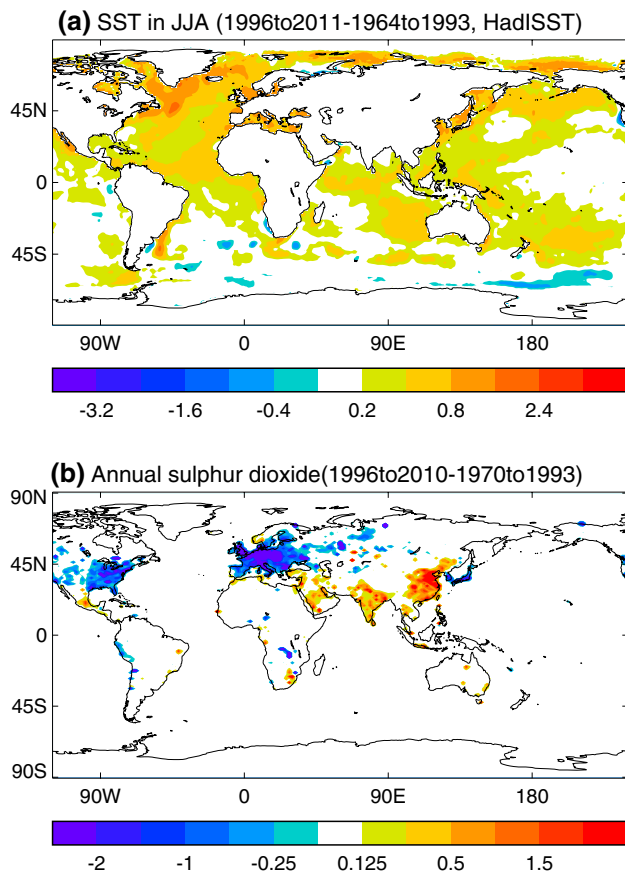 (a) SST in JJA (1996to2011-1964to1993, HadISST)
45N
0
45S
90W 0 90E 180
-3.2 -1.6 -0.4 0.2 0.8 2.4
(b) Annual sulphur dioxide(1996to2010-1970to1993)
90N
45N
0
45S
90S
90W 0 90E 180
-2 -1 -0.25 0.125 0.5 1.5